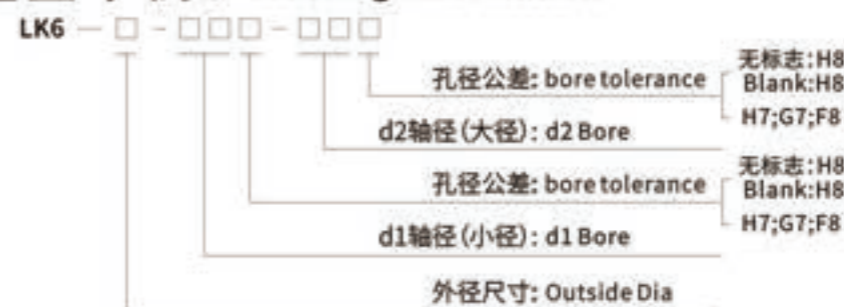 LK6 — □ - □□□ - □□□
无标志:H8
孔径公差: bore tolerance
Blank:H8
H7;G7;F8
d2轴径(大径): d2 Bore
无标志:H8
孔径公差: bore tolerance
Blank:H8
H7;G7;F8
d1轴径(小径): d1 Bore
外径尺寸: Outside Dia